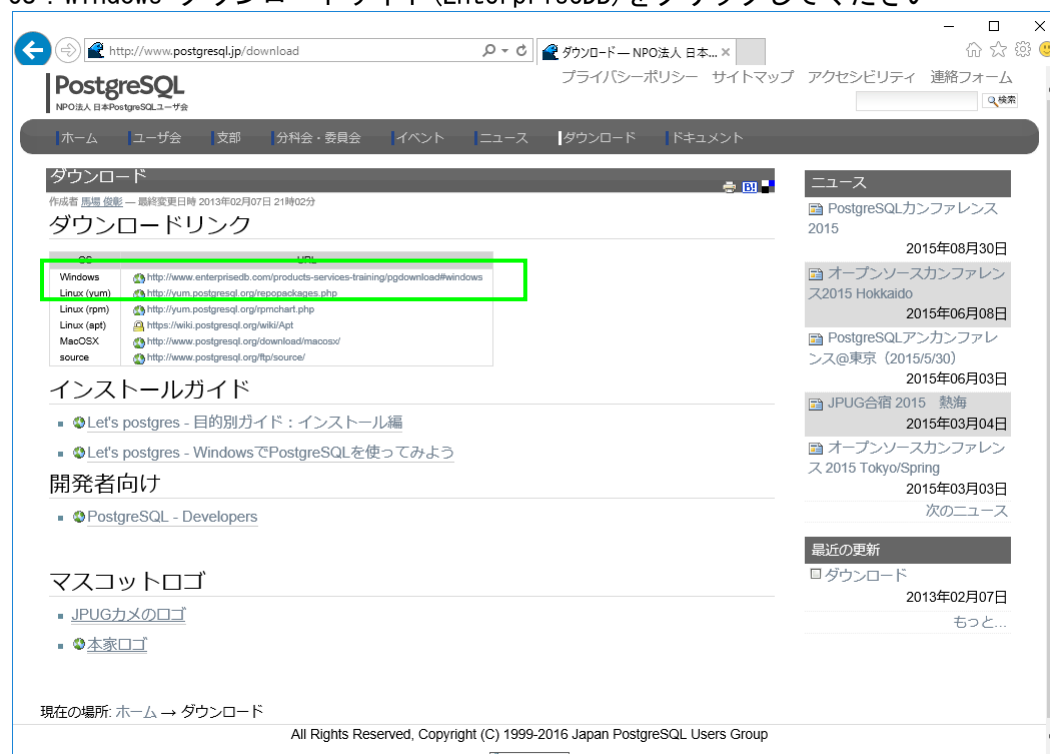 OS：Windows ダウンロードサイト(EnterpriseDB)をクリックしてください
http://www.postgresql.jp/download
ダウンロード — NPO法人 日本... ×
プライバシーポリシー サイトマップ アクセシビリティ 連絡フォーム
PostgreSQL
NPO法人 日本PostgreSQLユーザ会
検索
ホーム ユーザ会 支部 分科会・委員会 イベント ニュース ダウンロード ドキュメント
ダウンロード
作成者 馬場 俊彰 — 最終変更日時 2013年02月07日 21時02分
ダウンロードリンク
OS URL
Windows http://www.enterprisedb.com/products-services-training/pgdownload#windows
Linux (yum) http://yum.postgresql.org/repopackages.php
Linux (rpm) http://yum.postgresql.org/rpmchart.php
Linux (apt) https://wiki.postgresql.org/wiki/Apt
MacOSX http://www.postgresql.org/download/macosx/
source http://www.postgresql.org/ftp/source/
インストールガイド
Let's postgres - 目的別ガイド：インストール編
Let's postgres - WindowsでPostgreSQLを使ってみよう
開発者向け
PostgreSQL - Developers
マスコットロゴ
JPUGカメのロゴ
本家ロゴ
ニュース
PostgreSQLカンファレンス
2015
2015年08月30日
オープンソースカンファレン
ス2015 Hokkaido
2015年06月08日
PostgreSQLアンカンファレ
ンス@東京（2015/5/30）
2015年06月03日
JPUG合宿 2015 熱海
2015年03月04日
オープンソースカンファレン
ス 2015 Tokyo/Spring
2015年03月03日
次のニュース
最近の更新
ダウンロード
2013年02月07日
もっと...
現在の場所: ホーム → ダウンロード
All Rights Reserved, Copyright (C) 1999-2016 Japan PostgreSQL Users Group